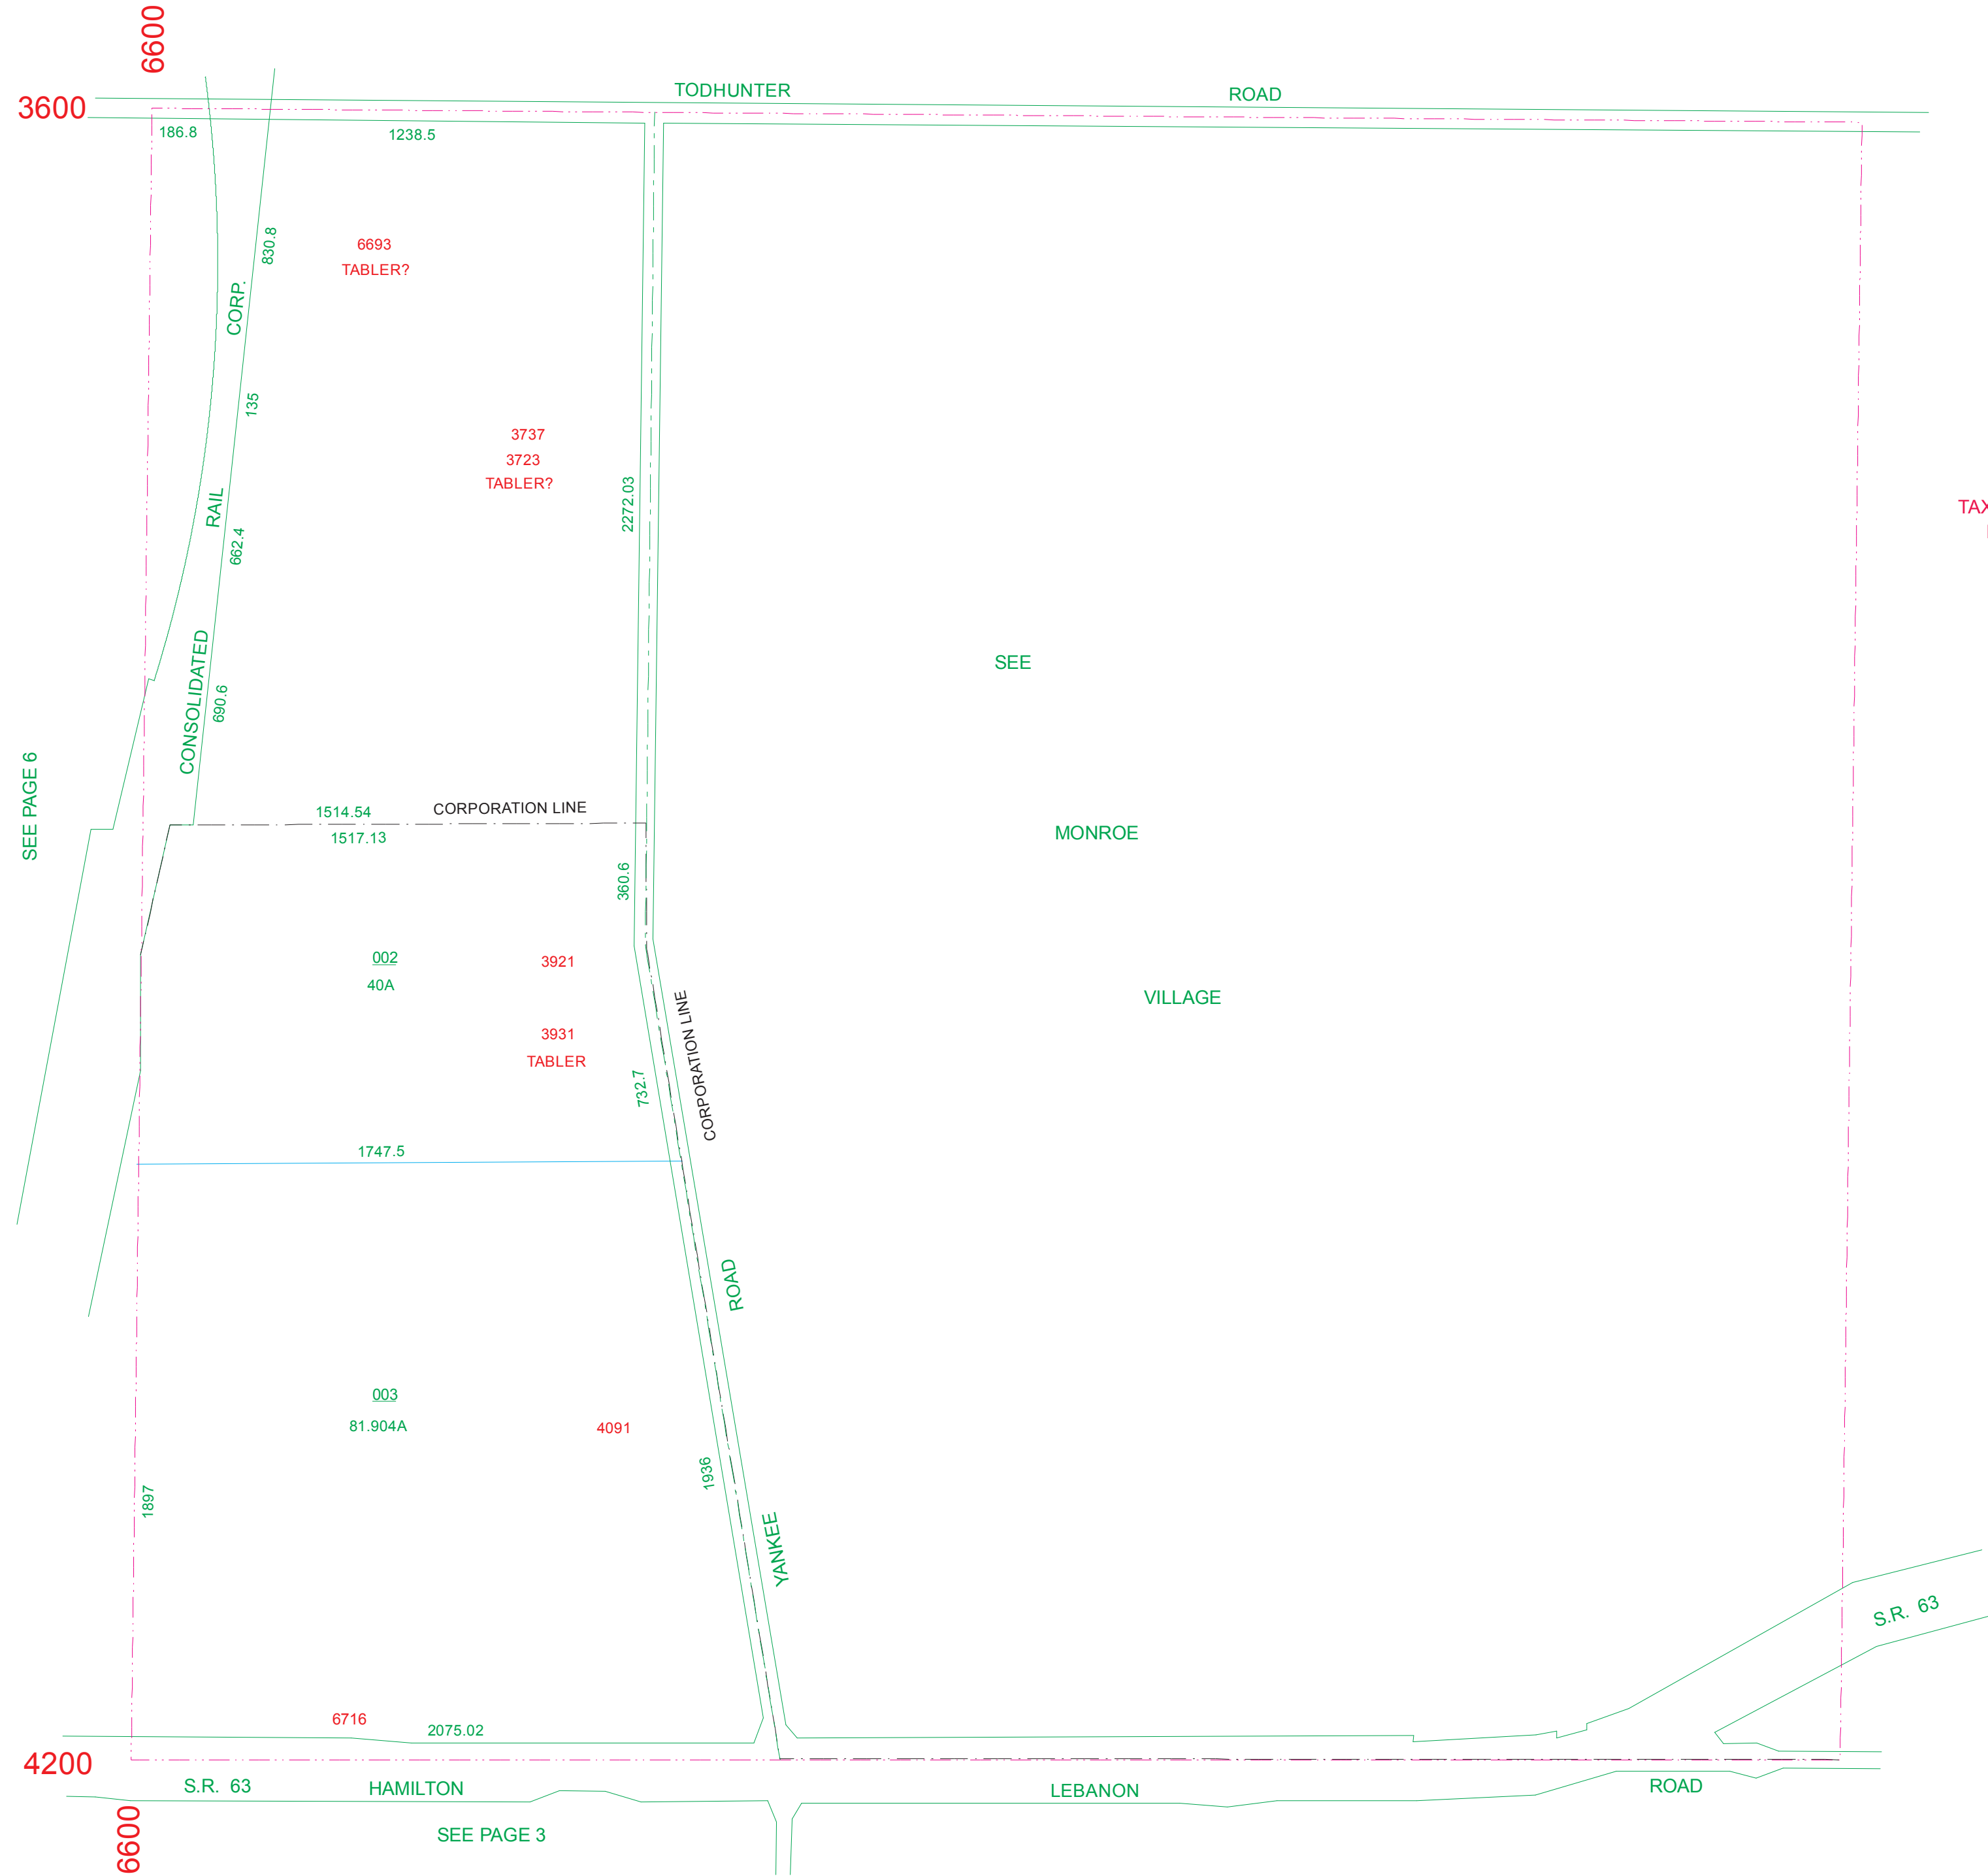 6600
3600
TODHUNTER ROAD
186.8
1238.5
830.8
6693
TABLER?
CONSOLIDATED RAIL CORP.
135
3737
3723
TABLER?
2272.03
662.4
TAX
690.6
SEE
MONROE
VILLAGE
SEE PAGE 6
1514.54
CORPORATION LINE
1517.13
360.6
002
40A
3921
3931
TABLER
CORPORATION LINE
732.7
1747.5
YANKEE ROAD
003
81.904A
4091
1936
1897
S.R. 63
6716
2075.02
4200
S.R. 63 HAMILTON LEBANON ROAD
6600
SEE PAGE 3